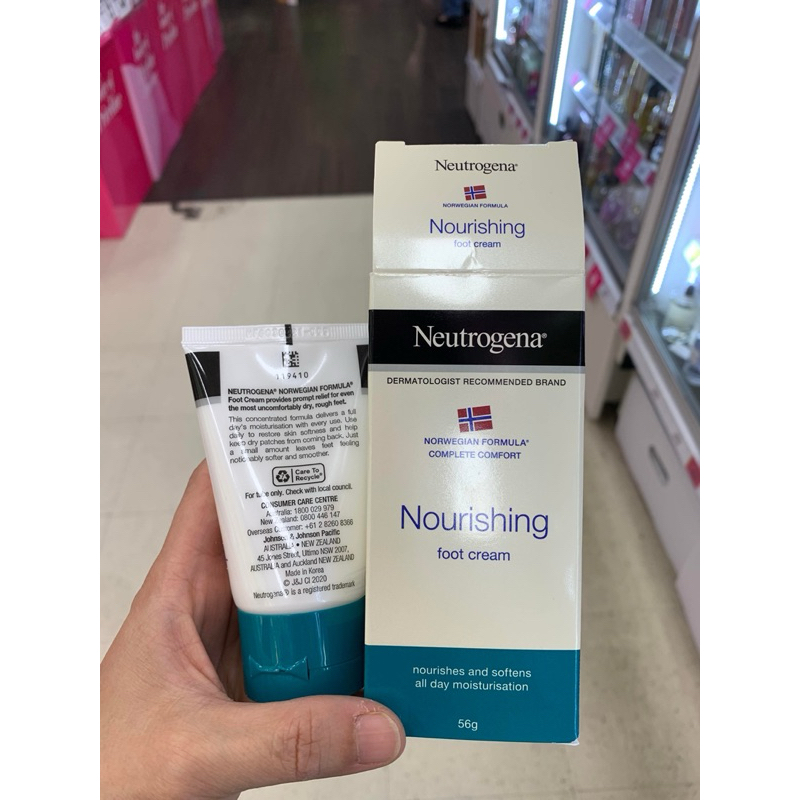 Neutrogena®
NORWEGIAN FORMULA
Nourishing
foot cream
Neutrogena®
DERMATOLOGIST RECOMMENDED BRAND
NORWEGIAN FORMULA®
COMPLETE COMFORT
Nourishing
foot cream
nourishes and softens
all day moisturisation
56g
119410
NEUTROGENA® NORWEGIAN FORMULA®
Foot Cream provides prompt relief for even
the most uncomfortably dry, rough feet.
This concentrated formula delivers a full
day's moisturisation with every use. Use
daily to restore skin softness and help
keep dry patches from coming back. Just
a small amount leaves feet feeling
noticeably softer and smoother.
Care To
Recycle®
For tube only. Check with local council.
CONSUMER CARE CENTRE
Australia: 1800 029 979
New Zealand: 0800 446 147
Overseas Customer: +61 2 8260 8366
Johnson & Johnson Pacific
AUSTRALIA • NEW ZEALAND
45 Jones Street, Ultimo NSW 2007,
AUSTRALIA and Auckland NEW ZEALAND
Made in Korea
© J&J CI 2020
Neutrogena® is a registered trademark